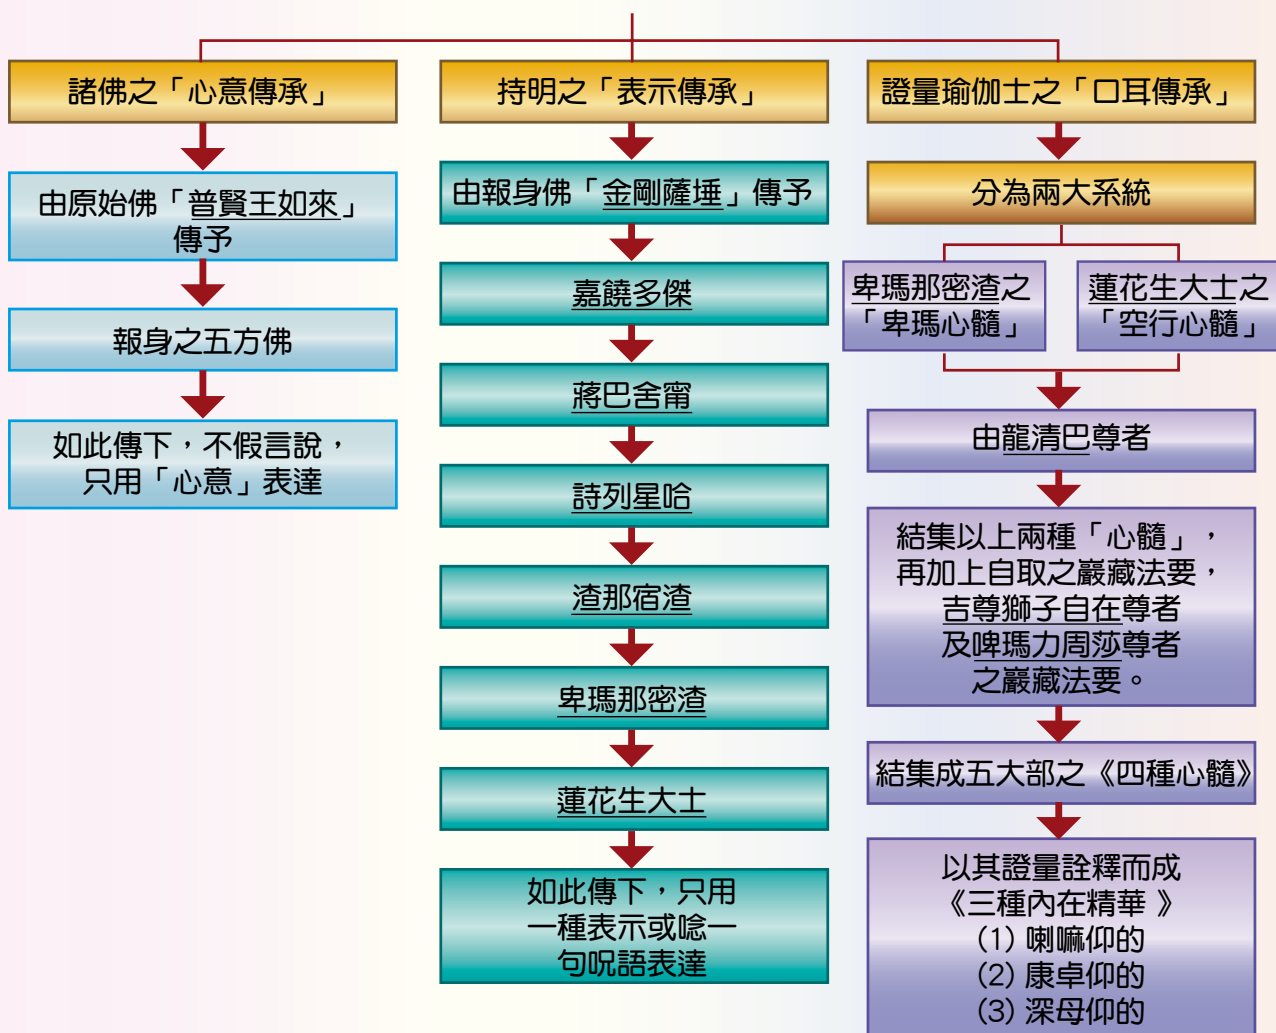 諸佛之「心意傳承」
由原始佛「普賢王如來」
傳予
報身之五方佛
如此傳下，不假言說，
只用「心意」表達
持明之「表示傳承」
由報身佛「金剛薩埵」傳予
嘉饒多傑
蔣巴舍甯
詩列星哈
渣那宿渣
卑瑪那密渣
蓮花生大士
如此傳下，只用
一種表示或唸一
句呪語表達
證量瑜伽士之「口耳傳承」
分為兩大系統
卑瑪那密渣之
「卑瑪心髓」
蓮花生大士之
「空行心髓」
由龍清巴尊者
結集以上兩種「心髓」，
再加上自取之巖藏法要，
吉尊獅子自在尊者
及啤瑪力周莎尊者
之巖藏法要。
結集成五大部之《四種心髓》
以其證量詮釋而成
《三種內在精華 》
(1) 喇嘛仰的
(2) 康卓仰的
(3) 深母仰的